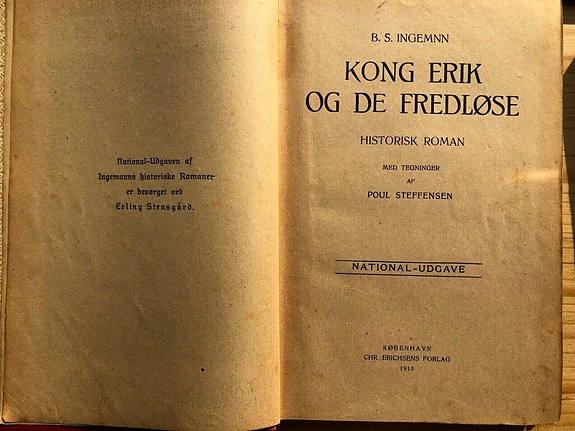 National-Udgaven af
Ingemanns historiske Romaner
er besørget ved
Erling Stensgård.
B. S. INGEMNN
KONG ERIK
OG DE FREDLØSE
HISTORISK ROMAN
MED TEGNINGER
AF
POUL STEFFENSEN
NATIONAL-UDGAVE
KØBENHAVN
CHR. ERICHSENS FORLAG
1913